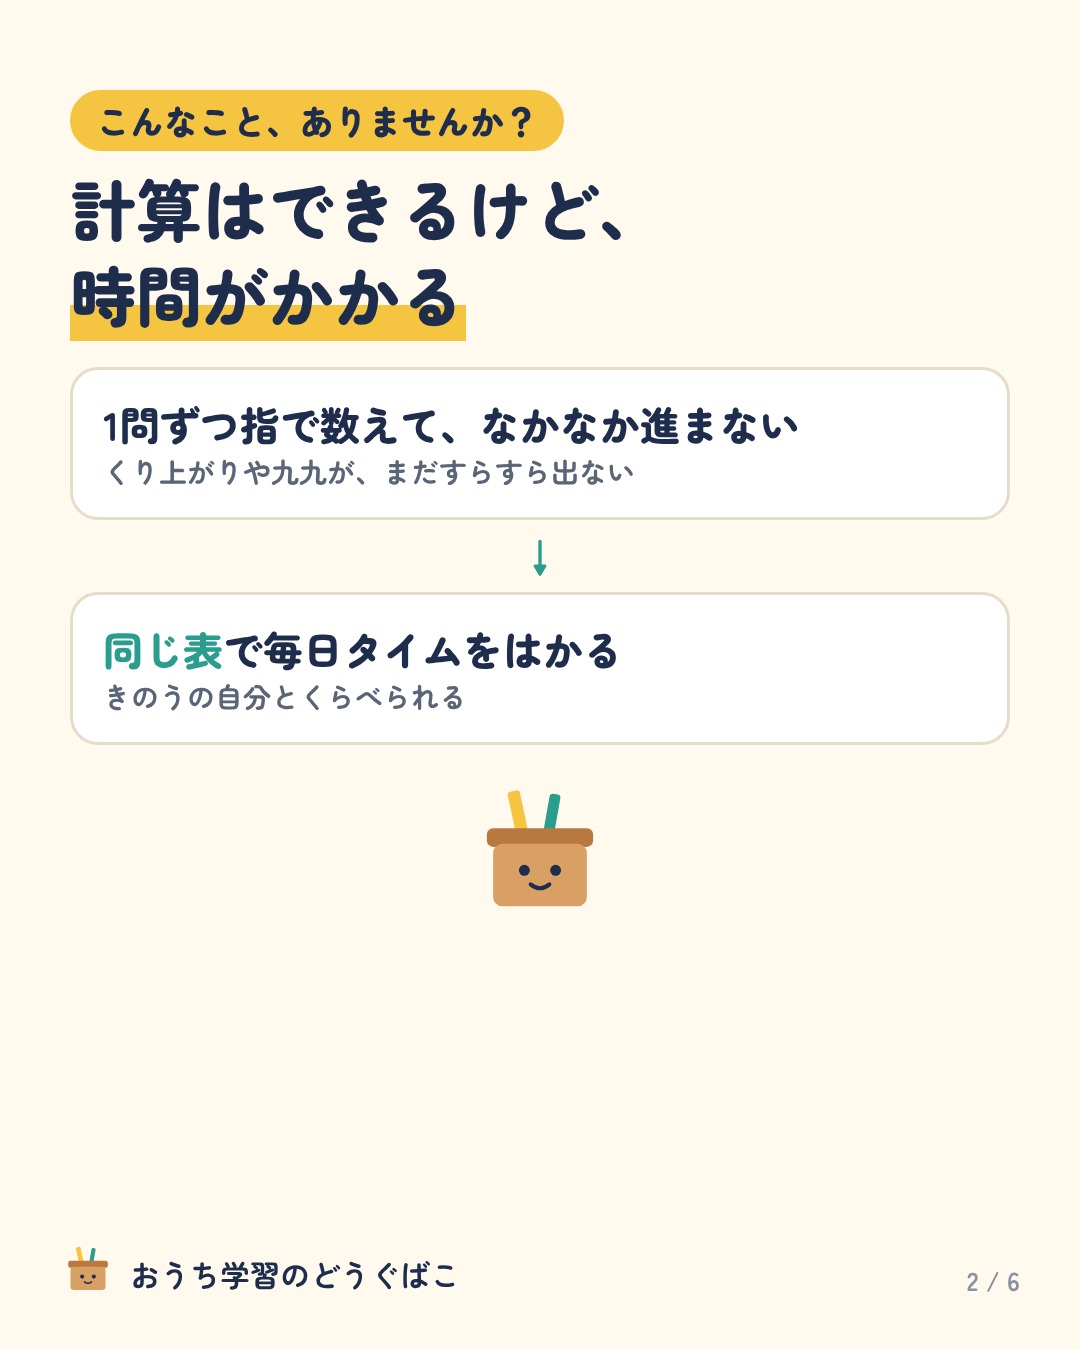 こんなこと、ありませんか？
計算はできるけど、
時間がかかる
1問ずつ指で数えて、なかなか進まない
くり上がりや九九が、まだすらすら出ない
↓
同じ表で毎日タイムをはかる
きのうの自分とくらべられる
おうち学習のどうぐばこ
2 / 6